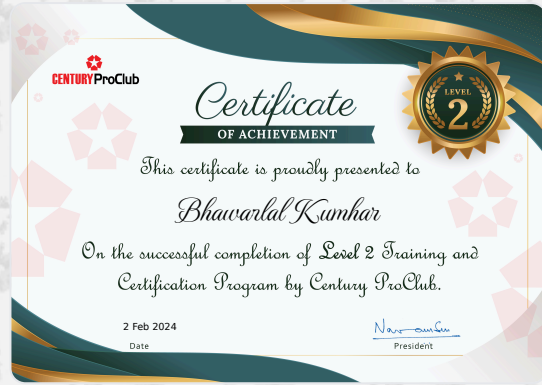 CENTURY ProClub
Certificate
OF ACHIEVEMENT
LEVEL
2
This certificate is proudly presented to
Bhawarlal Kumhar
On the successful completion of Level 2 Training and
Certification Program by Century ProClub.
2 Feb 2024
Date
President